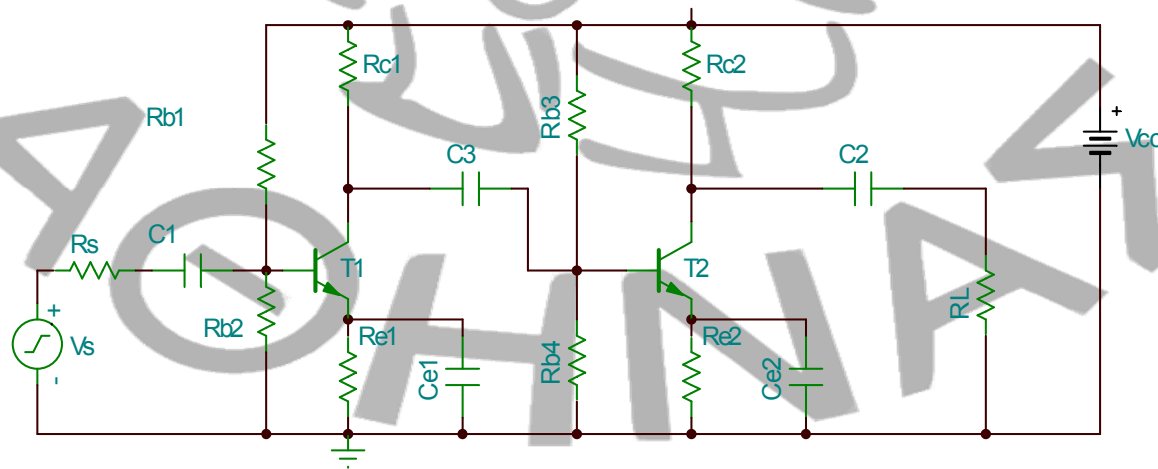 Rc1
Rc2
Rb1
Rb3
+
Vcc
C3
C2
Rs
C1
T1
T2
+
Vs
-
Rb2
Re1
Re2
RL
Ce1
Rb4
Ce2